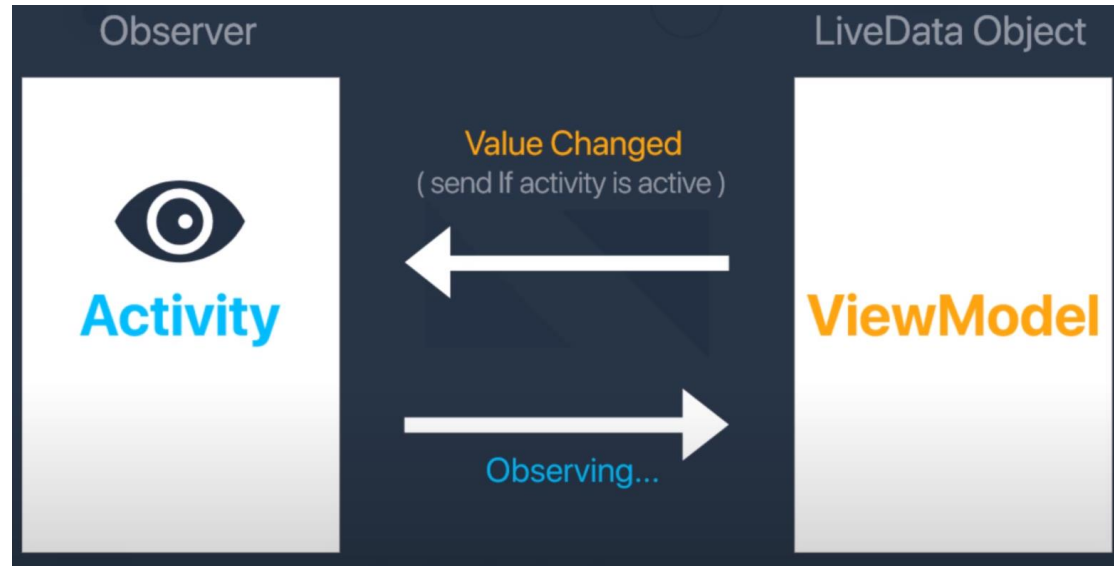 Observer
LiveData Object
Value Changed
( send If activity is active )
Activity
ViewModel
Observing...